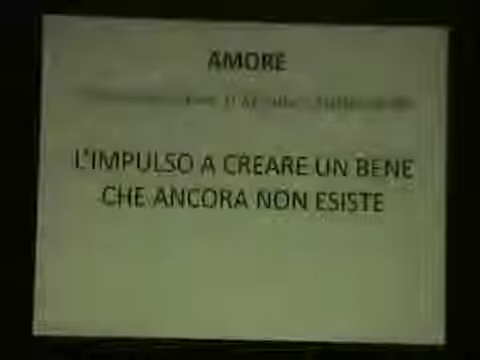 AMORE
L'IMPULSO A CREARE UN BENE
CHE ANCORA NON ESISTE